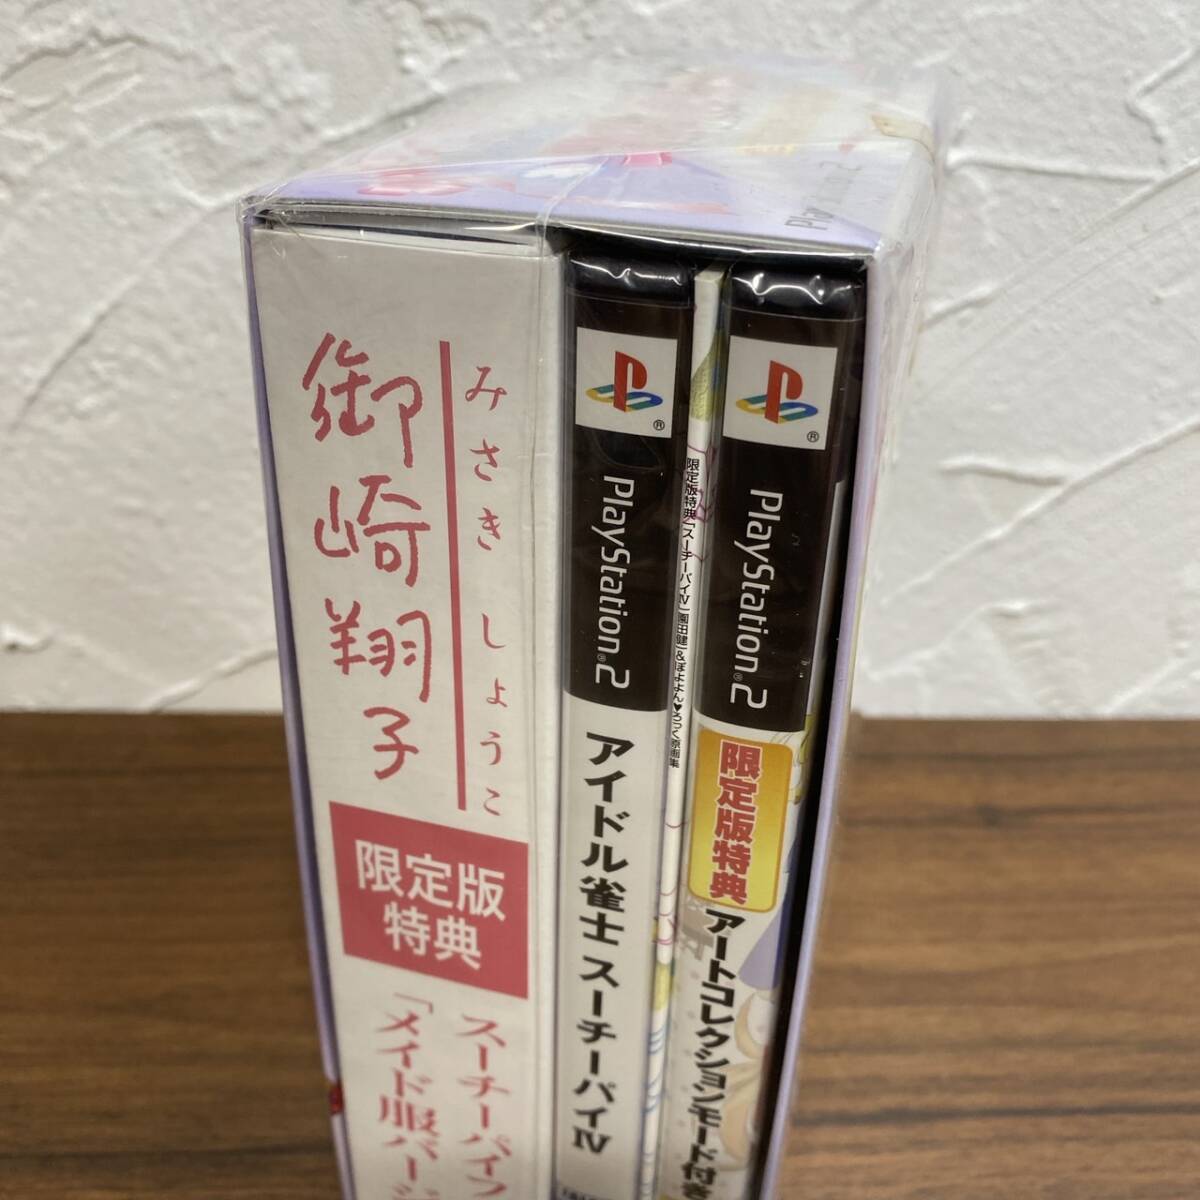 御崎翔子
みさき しょうこ
限定版
特典
スーチーパイフ
「メイド服バージ
PlayStation®2
アイドル雀士 スーチーパイⅣ
限定版特典「スーチーパイⅣ」園田健一&ぽよよん♥ろっく原画集
PlayStation®2
限定版特典
アートコレクションモード付き